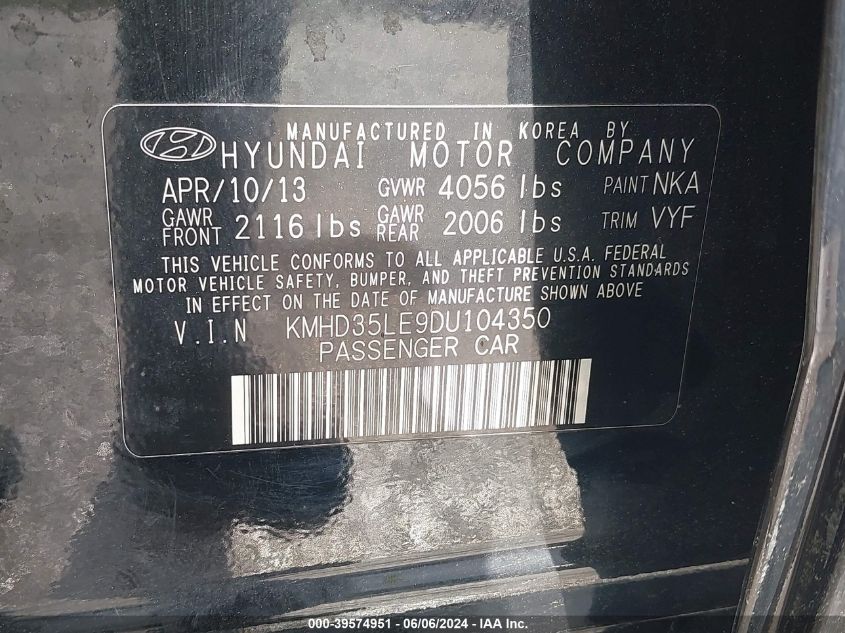 MANUFACTURED IN KOREA BY
HYUNDAI MOTOR COMPANY
APR/10/13 GVWR 4056 lbs PAINT NKA
GAWR FRONT 2116 lbs GAWR REAR 2006 lbs TRIM VYF
THIS VEHICLE CONFORMS TO ALL APPLICABLE U.S.A. FEDERAL
MOTOR VEHICLE SAFETY, BUMPER, AND THEFT PREVENTION STANDARDS
IN EFFECT ON THE DATE OF MANUFACTURE SHOWN ABOVE
V.I.N KMHD35LE9DU104350
PASSENGER CAR
000-39574951 - 06/06/2024 - IAA Inc.